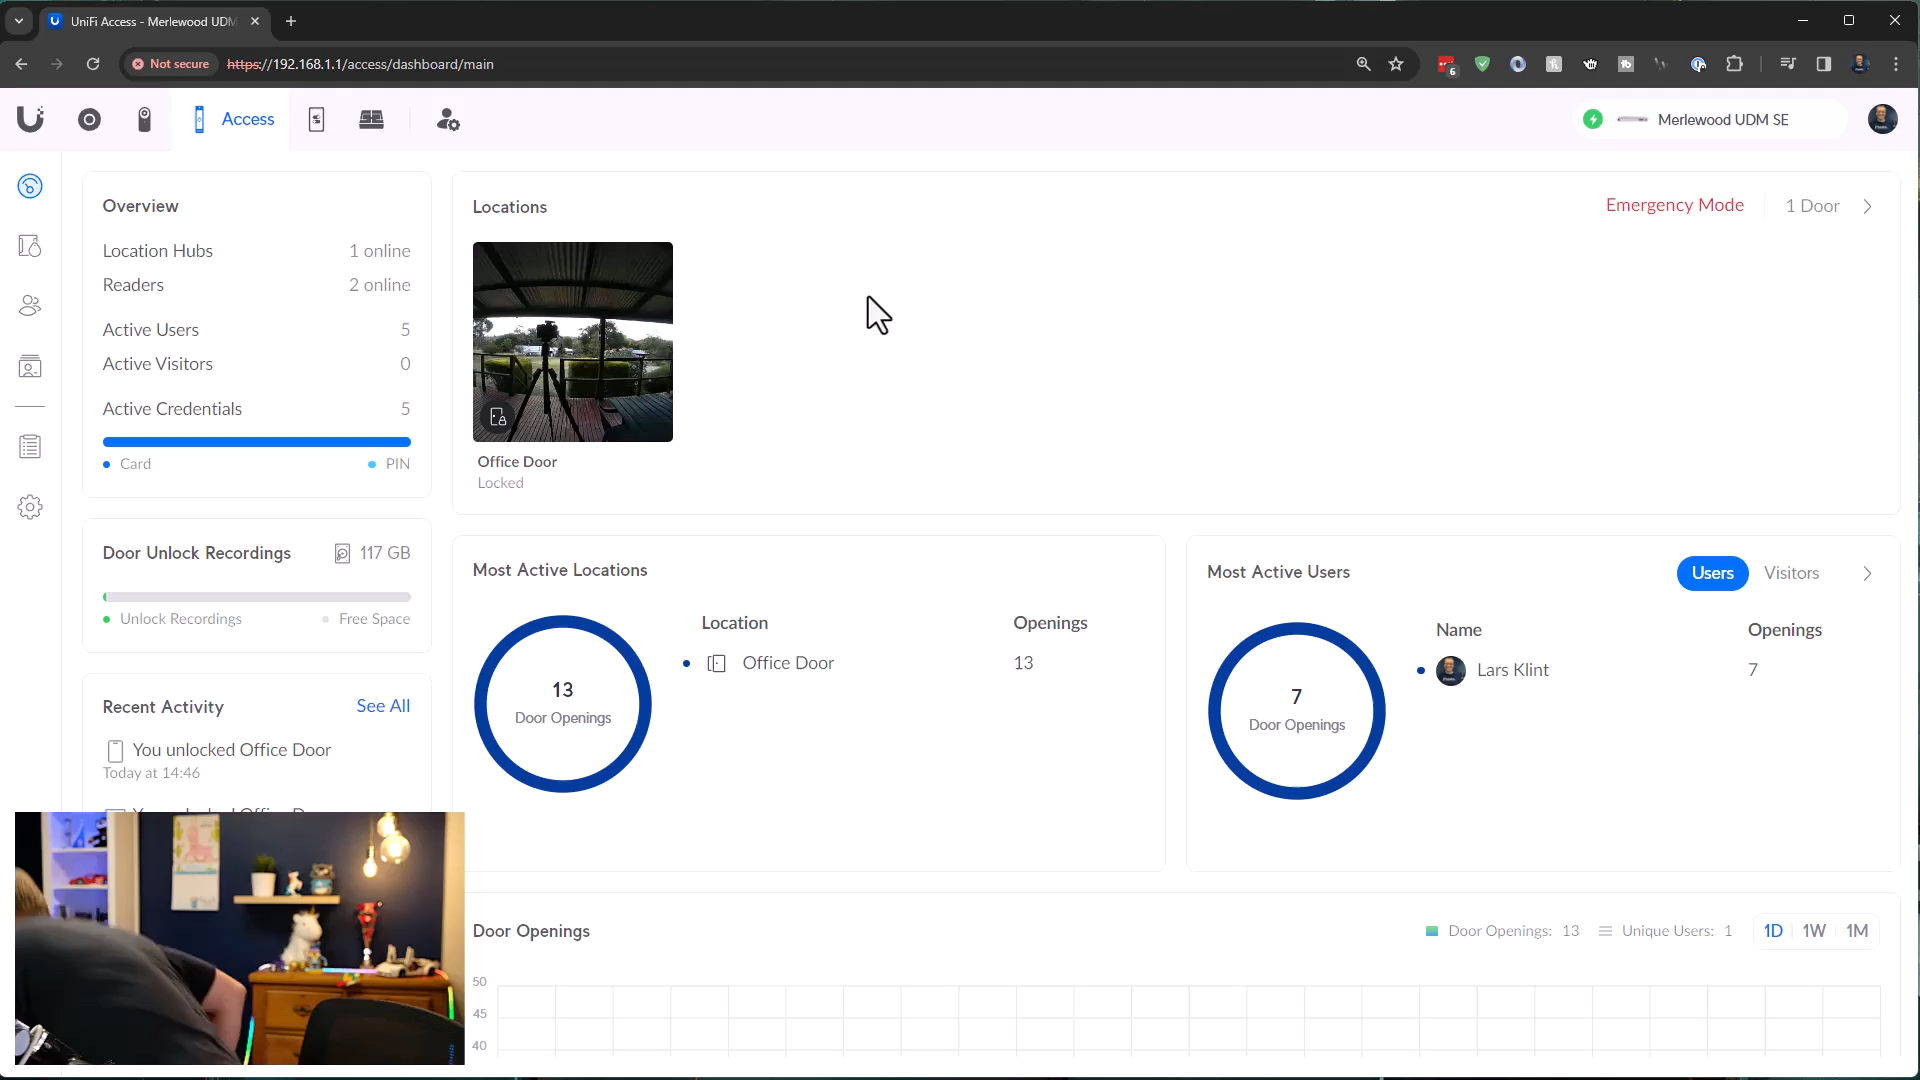 UniFi Access - Merlewood UDM
Not secure
https://192.168.1.1/access/dashboard/main
6
Access
Merlewood UDM SE
Overview
Location Hubs 1 online
Readers 2 online
Active Users 5
Active Visitors 0
Active Credentials 5
Card PIN
Door Unlock Recordings 117 GB
Unlock Recordings Free Space
Recent Activity See All
You unlocked Office Door
Today at 14:46
Locations
Emergency Mode 1 Door
Office Door
Locked
Most Active Locations
13
Door Openings
Location Openings
Office Door 13
Most Active Users
Users Visitors
7
Door Openings
Name Openings
Lars Klint 7
Door Openings
Door Openings: 13 Unique Users: 1 1D 1W 1M
50
45
40